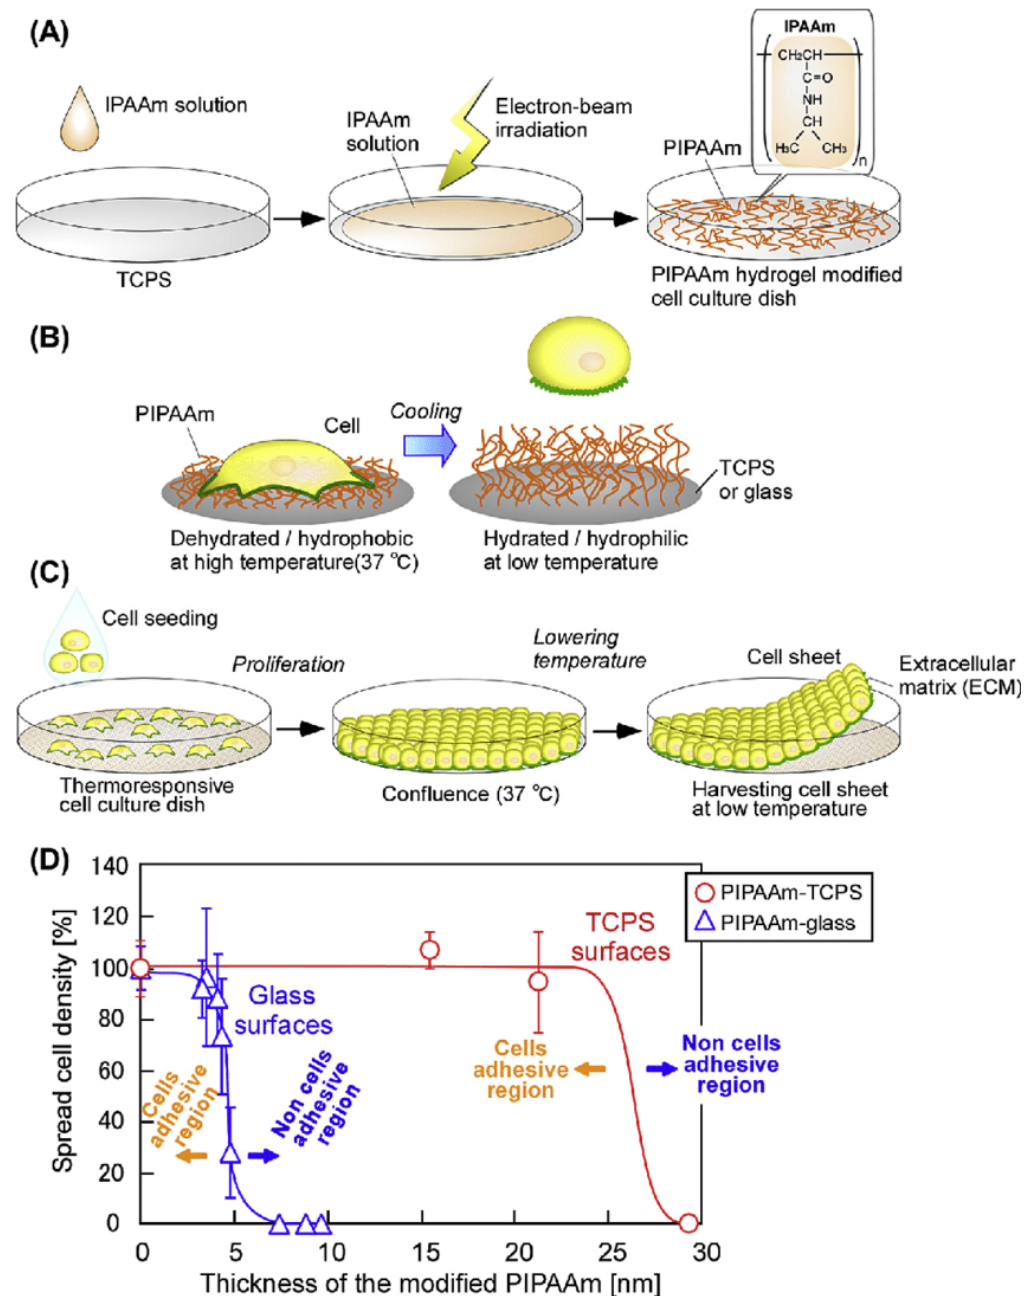 (A)
IPAAm solution
TCPS
IPAAm
solution
Electron-beam
irradiation
IPAAm
CH₂CH
C=O
NH
CH
H₃C CH₃
n
PIPAAm
PIPAAm hydrogel modified
cell culture dish
(B)
PIPAAm
Cell
Cooling
TCPS
or glass
Dehydrated / hydrophobic
at high temperature(37 °C)
Hydrated / hydrophilic
at low temperature
(C)
Cell seeding
Proliferation
Lowering
temperature
Cell sheet
Extracellular
matrix (ECM)
Thermoresponsive
cell culture dish
Confluence (37 °C)
Harvesting cell sheet
at low temperature
(D)
Spread cell density [%]
140
120
100
80
60
40
20
0
PIPAAm-TCPS
PIPAAm-glass
TCPS
surfaces
Glass
surfaces
Cells
adhesive
region
Non cells
adhesive
region
Cells
adhesive
region
Non cells
adhesive
region
0 5 10 15 20 25 30
Thickness of the modified PIPAAm [nm]